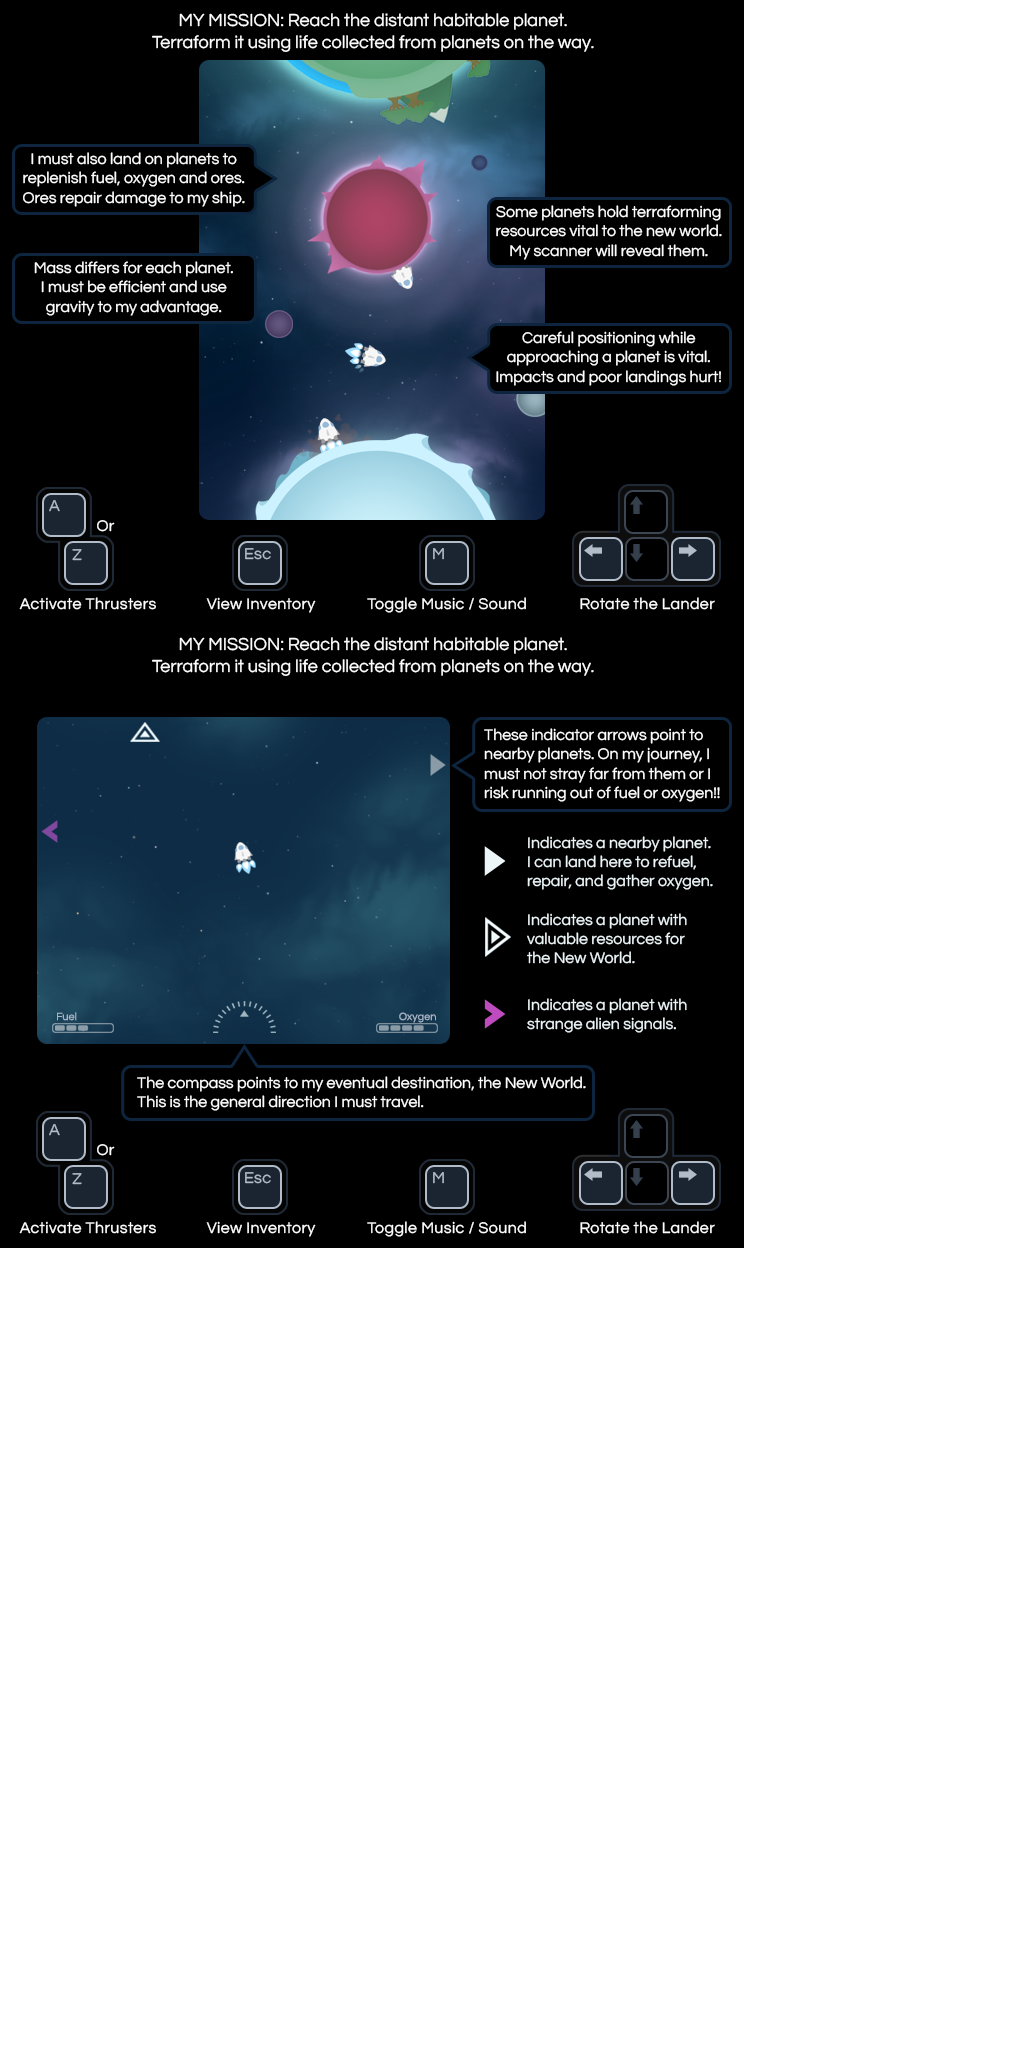 MY MISSION: Reach the distant habitable planet.
Terraform it using life collected from planets on the way.
I must also land on planets to
replenish fuel, oxygen and ores.
Ores repair damage to my ship.
Some planets hold terraforming
resources vital to the new world.
My scanner will reveal them.
Mass differs for each planet.
I must be efficient and use
gravity to my advantage.
Careful positioning while
approaching a planet is vital.
Impacts and poor landings hurt!
A
Or
Z
Esc
M
Activate Thrusters
View Inventory
Toggle Music / Sound
Rotate the Lander
MY MISSION: Reach the distant habitable planet.
Terraform it using life collected from planets on the way.
These indicator arrows point to
nearby planets. On my journey, I
must not stray far from them or I
risk running out of fuel or oxygen!!
Indicates a nearby planet.
I can land here to refuel,
repair, and gather oxygen.
Indicates a planet with
valuable resources for
the New World.
Indicates a planet with
strange alien signals.
Fuel
Oxygen
The compass points to my eventual destination, the New World.
This is the general direction I must travel.
A
Or
Z
Esc
M
Activate Thrusters
View Inventory
Toggle Music / Sound
Rotate the Lander